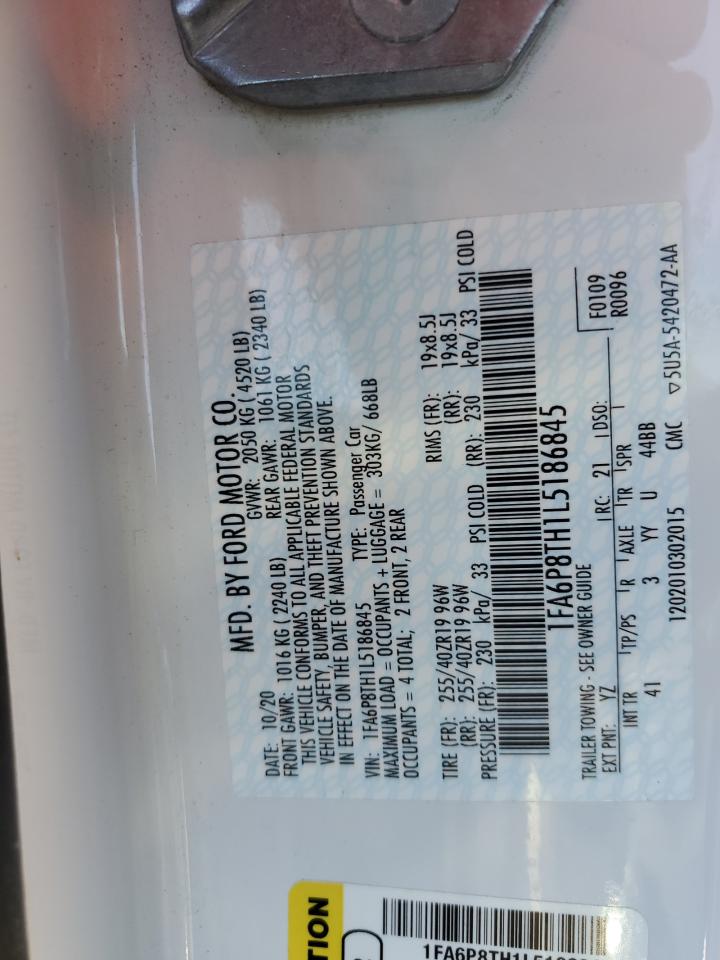 MFD. BY FORD MOTOR CO.
DATE: 10/20 GVWR: 2050 KG ( 4520 LB)
FRONT GAWR: 1016 KG ( 2240 LB) REAR GAWR: 1061 KG ( 2340 LB)
THIS VEHICLE CONFORMS TO ALL APPLICABLE FEDERAL MOTOR
VEHICLE SAFETY, BUMPER, AND THEFT PREVENTION STANDARDS
IN EFFECT ON THE DATE OF MANUFACTURE SHOWN ABOVE.
VIN: 1FA6P8TH1L5186845 TYPE: Passenger Car
MAXIMUM LOAD = OCCUPANTS + LUGGAGE = 303KG/ 668LB
OCCUPANTS = 4 TOTAL; 2 FRONT, 2 REAR
TIRE (FR): 255/40ZR19 96W RIMS (FR): 19x8.5J
(RR): 255/40ZR19 96W (RR): 19x8.5J
PRESSURE (FR): 230 kPa/ 33 PSI COLD (RR): 230 kPa/ 33 PSI COLD
1FA6P8TH1L5186845
F0109
R0096
TRAILER TOWING - SEE OWNER GUIDE
EXT PNT: YZ RC: 21 DSO:
INT TR TP/PS R AXLE TR SPR
41 3 YY U 44BB
1202010302015 CMC ▽5U5A-5420472-AA
TION